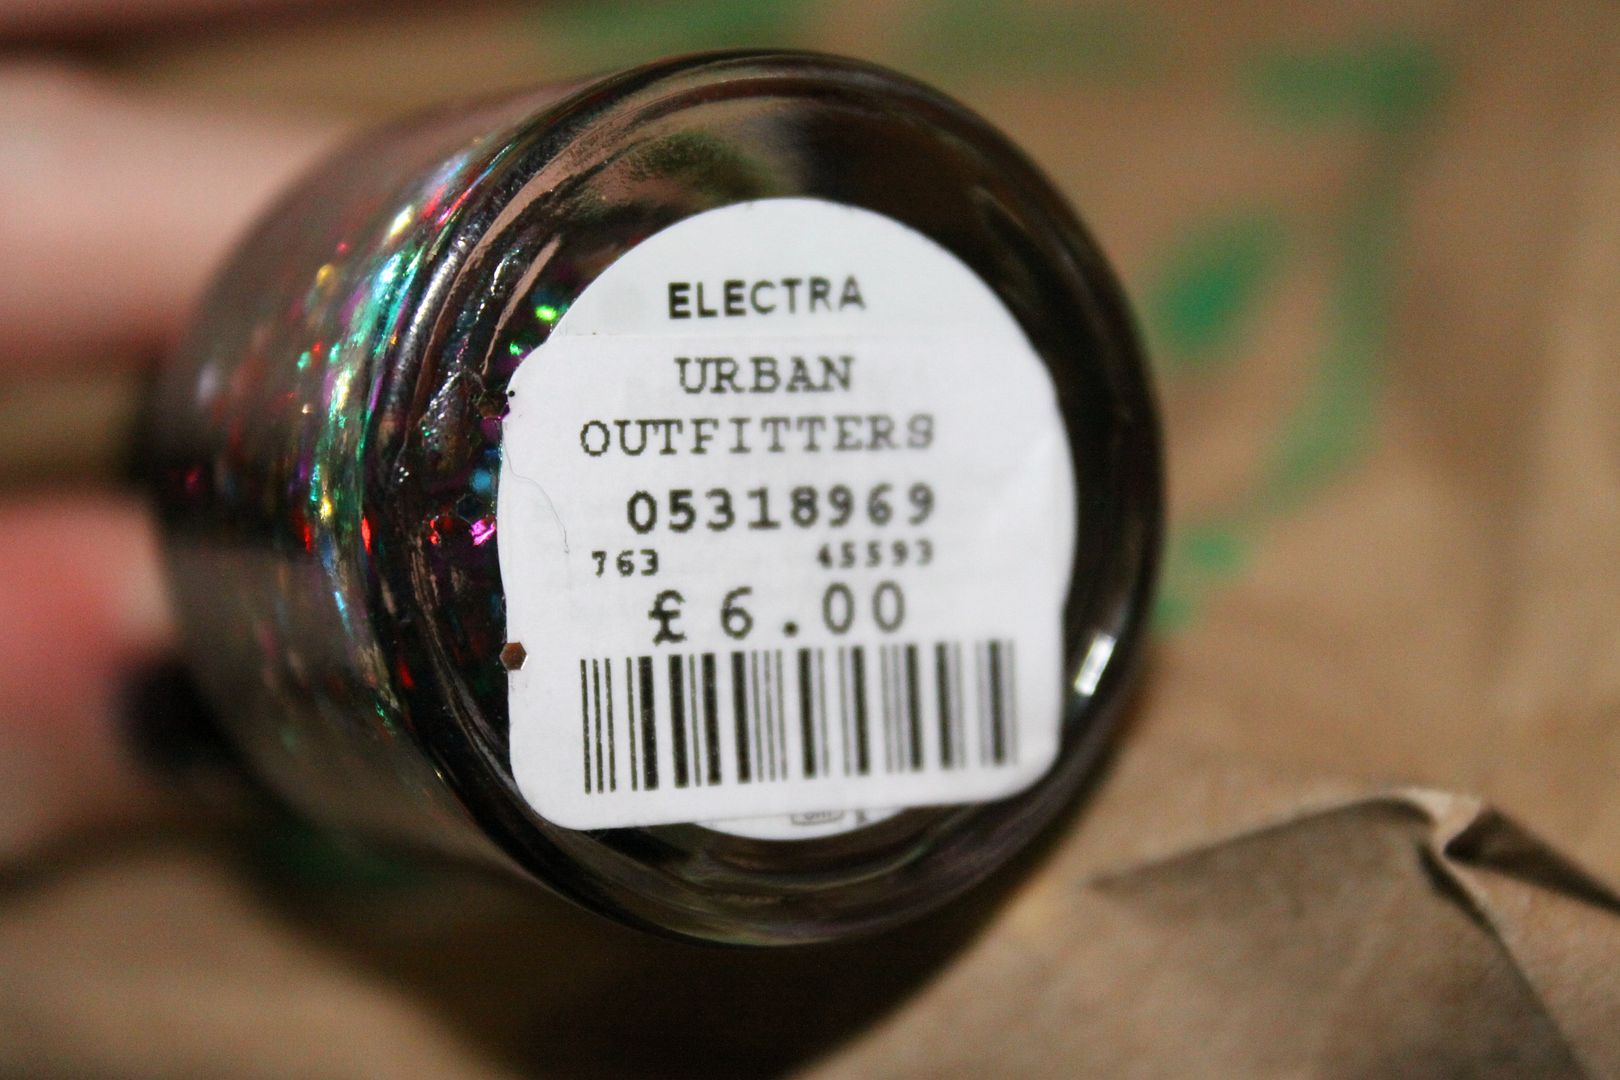 ELECTRA
URBAN
OUTFITTERS
05318969
763 45593
£6.00